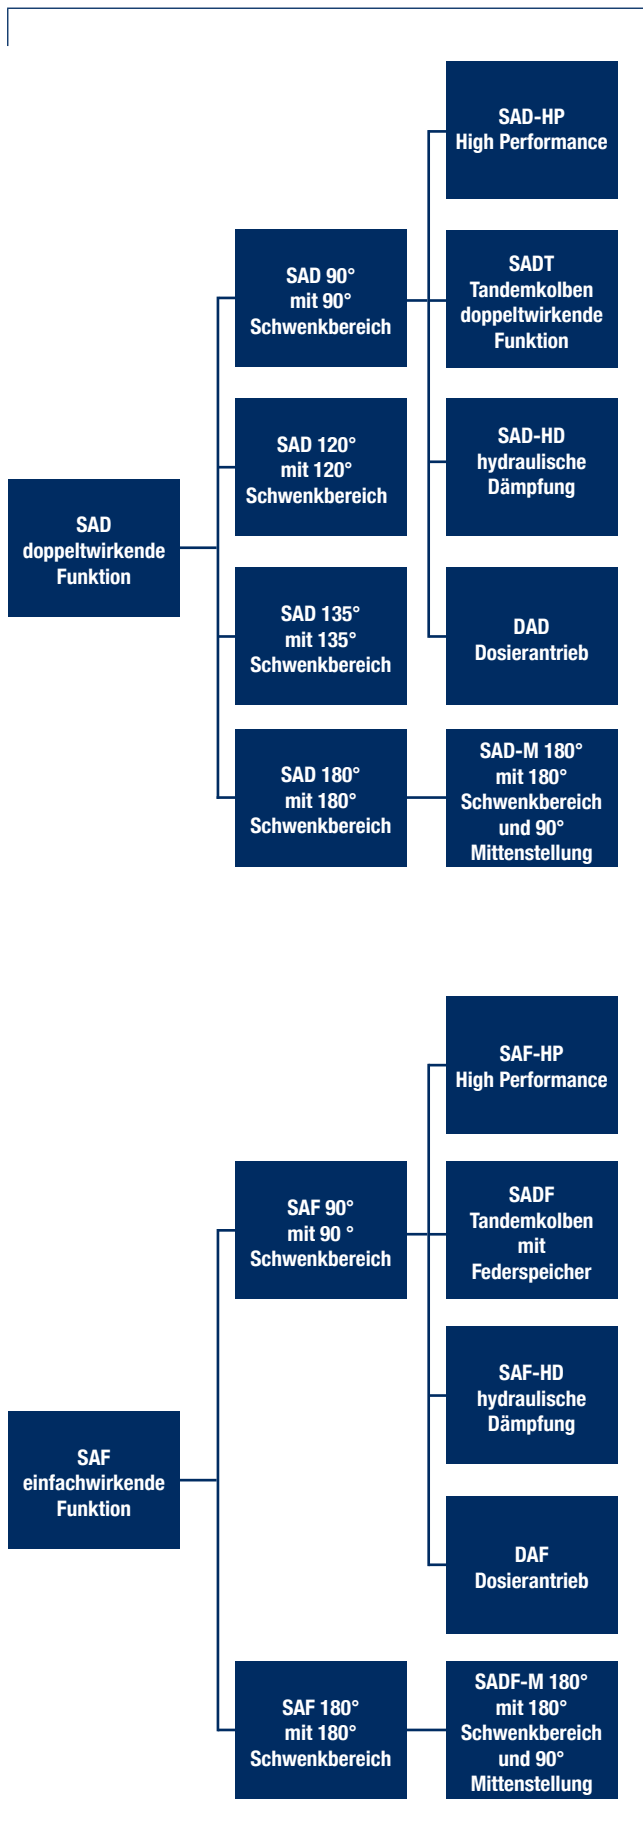 SAD-HP
High Performance
SAD 90°
mit 90°
Schwenkbereich
SADT
Tandemkolben
doppeltwirkende
Funktion
SAD 120°
mit 120°
Schwenkbereich
SAD-HD
hydraulische
Dämpfung
SAD
doppeltwirkende
Funktion
SAD 135°
mit 135°
Schwenkbereich
DAD
Dosierantrieb
SAD 180°
mit 180°
Schwenkbereich
SAD-M 180°
mit 180°
Schwenkbereich
und 90°
Mittenstellung
SAF-HP
High Performance
SAF 90°
mit 90 °
Schwenkbereich
SADF
Tandemkolben
mit
Federspeicher
SAF-HD
hydraulische
Dämpfung
SAF
einfachwirkende
Funktion
DAF
Dosierantrieb
SAF 180°
mit 180°
Schwenkbereich
SADF-M 180°
mit 180°
Schwenkbereich
und 90°
Mittenstellung